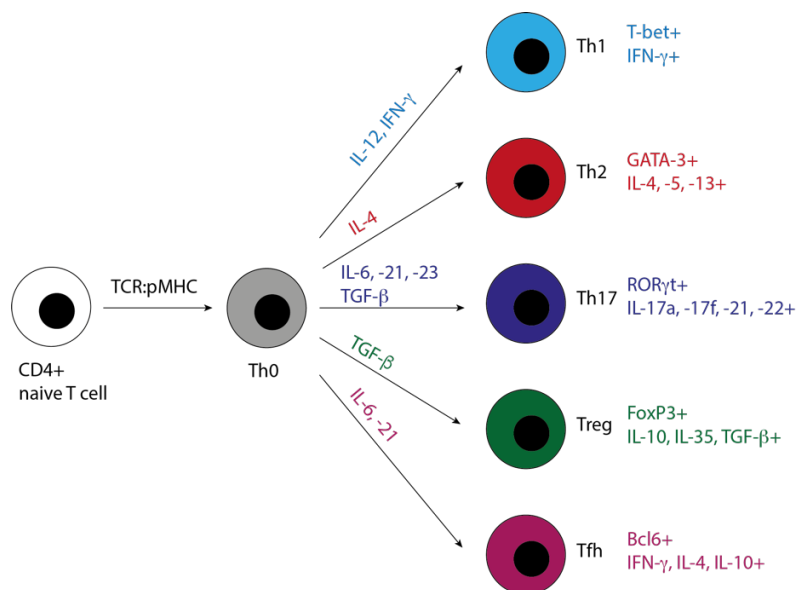 Th1
T-bet+
IFN-γ+
IL-12, IFN-γ
Th2
GATA-3+
IL-4, -5, -13+
IL-4
TCR:pMHC
IL-6, -21, -23
TGF-β
Th17
RORγt+
IL-17a, -17f, -21, -22+
CD4+
naive T cell
Th0
TGF-β
Treg
FoxP3+
IL-10, IL-35, TGF-β+
IL-6, -21
Tfh
Bcl6+
IFN-γ, IL-4, IL-10+